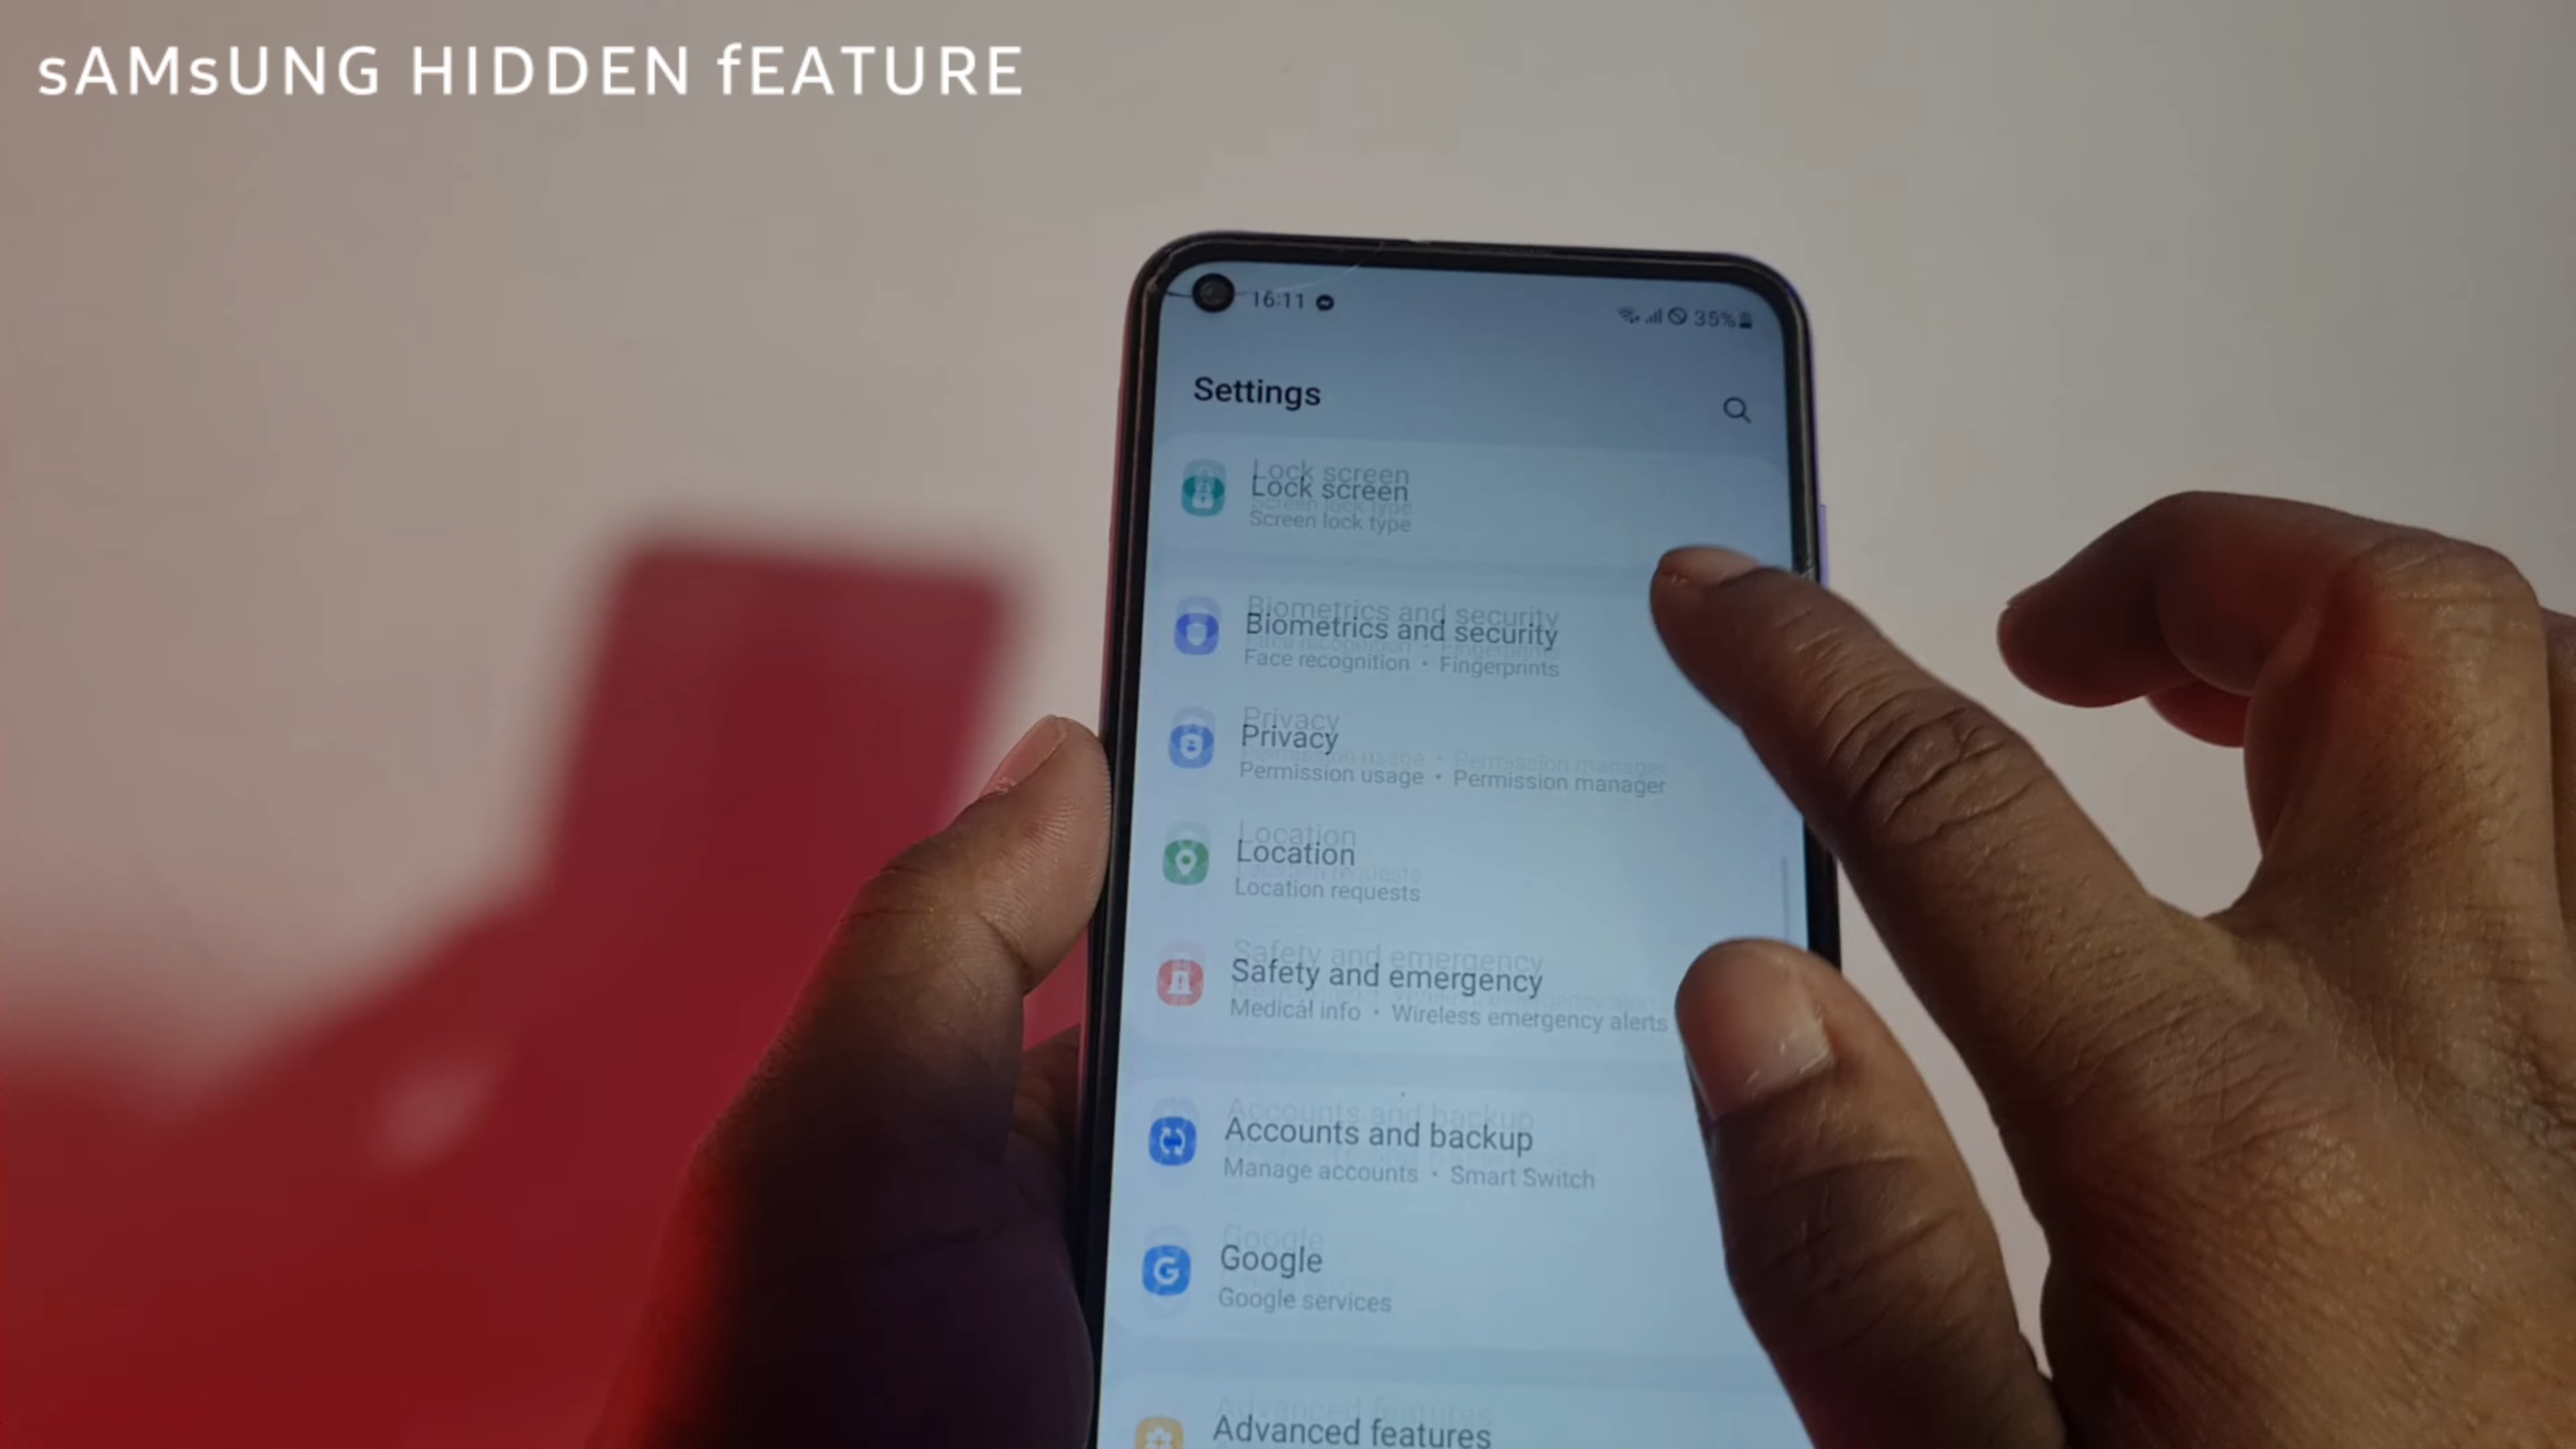 sAMsUNG HIDDEN fEATURE
16:11
35%
Settings
Lock screen
Screen lock type
Biometrics and security
Face recognition • Fingerprints
Privacy
Permission usage • Permission manager
Location
Location requests
Safety and emergency
Medical info • Wireless emergency alerts
Accounts and backup
Manage accounts • Smart Switch
Google
Google services
Advanced features